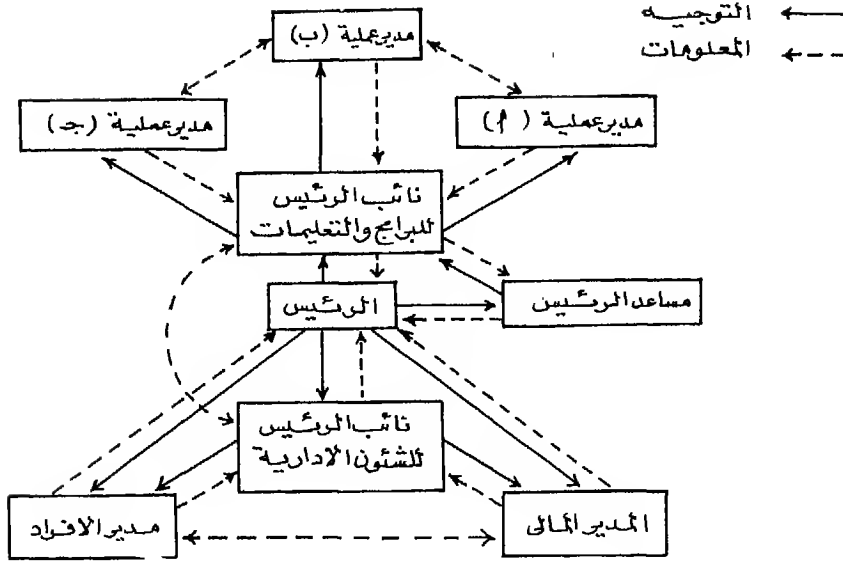 التوجيه
المعلومات
مدير عملية (ب)
مدير عملية (أ)
مدير عملية (جـ)
نائب الرئيس
للبرامج والتعليمات
الرئيس
مساعد الرئيس
نائب الرئيس
للشئون الادارية
المدير المالى
مدير الافراد